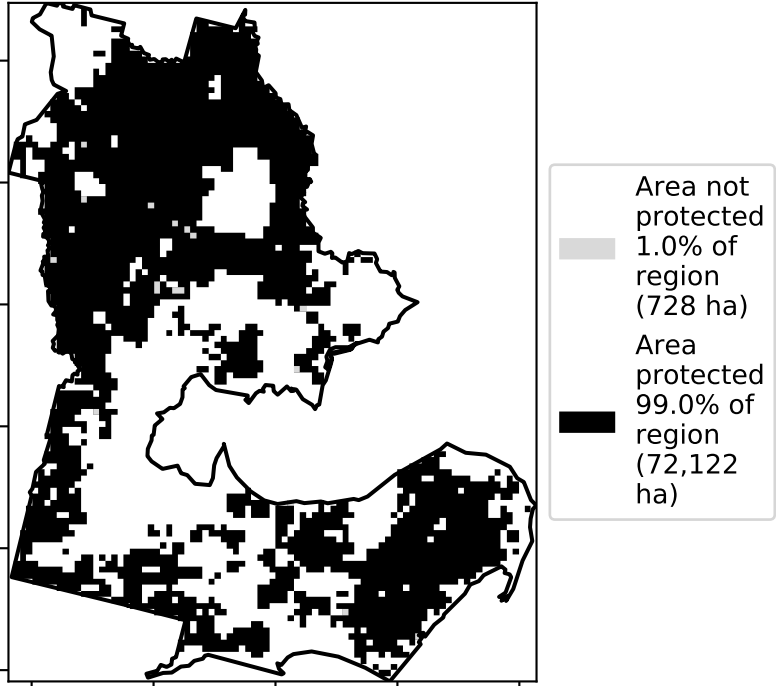 Area not
protected
1.0% of
region
(728 ha)
Area
protected
99.0% of
region
(72,122
ha)